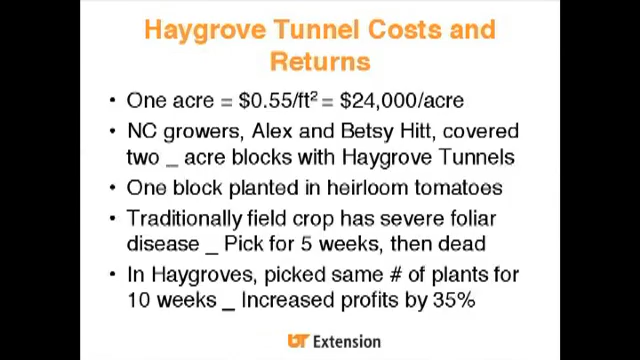 Haygrove Tunnel Costs and
Returns
• One acre = $0.55/ft² = $24,000/acre
• NC growers, Alex and Betsy Hitt, covered
two _ acre blocks with Haygrove Tunnels
• One block planted in heirloom tomatoes
• Traditionally field crop has severe foliar
disease _ Pick for 5 weeks, then dead
• In Haygroves, picked same # of plants for
10 weeks _ Increased profits by 35%
UT Extension